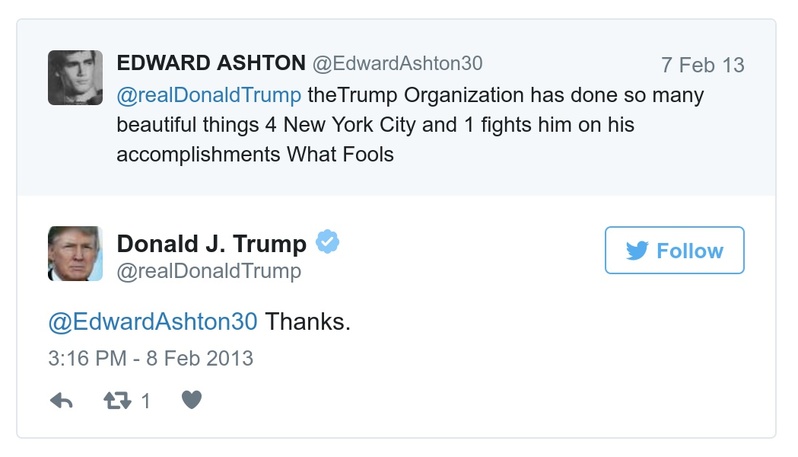 EDWARD ASHTON @EdwardAshton30 7 Feb 13
@realDonaldTrump theTrump Organization has done so many
beautiful things 4 New York City and 1 fights him on his
accomplishments What Fools
Donald J. Trump
@realDonaldTrump
Follow
@EdwardAshton30 Thanks.
3:16 PM - 8 Feb 2013
1